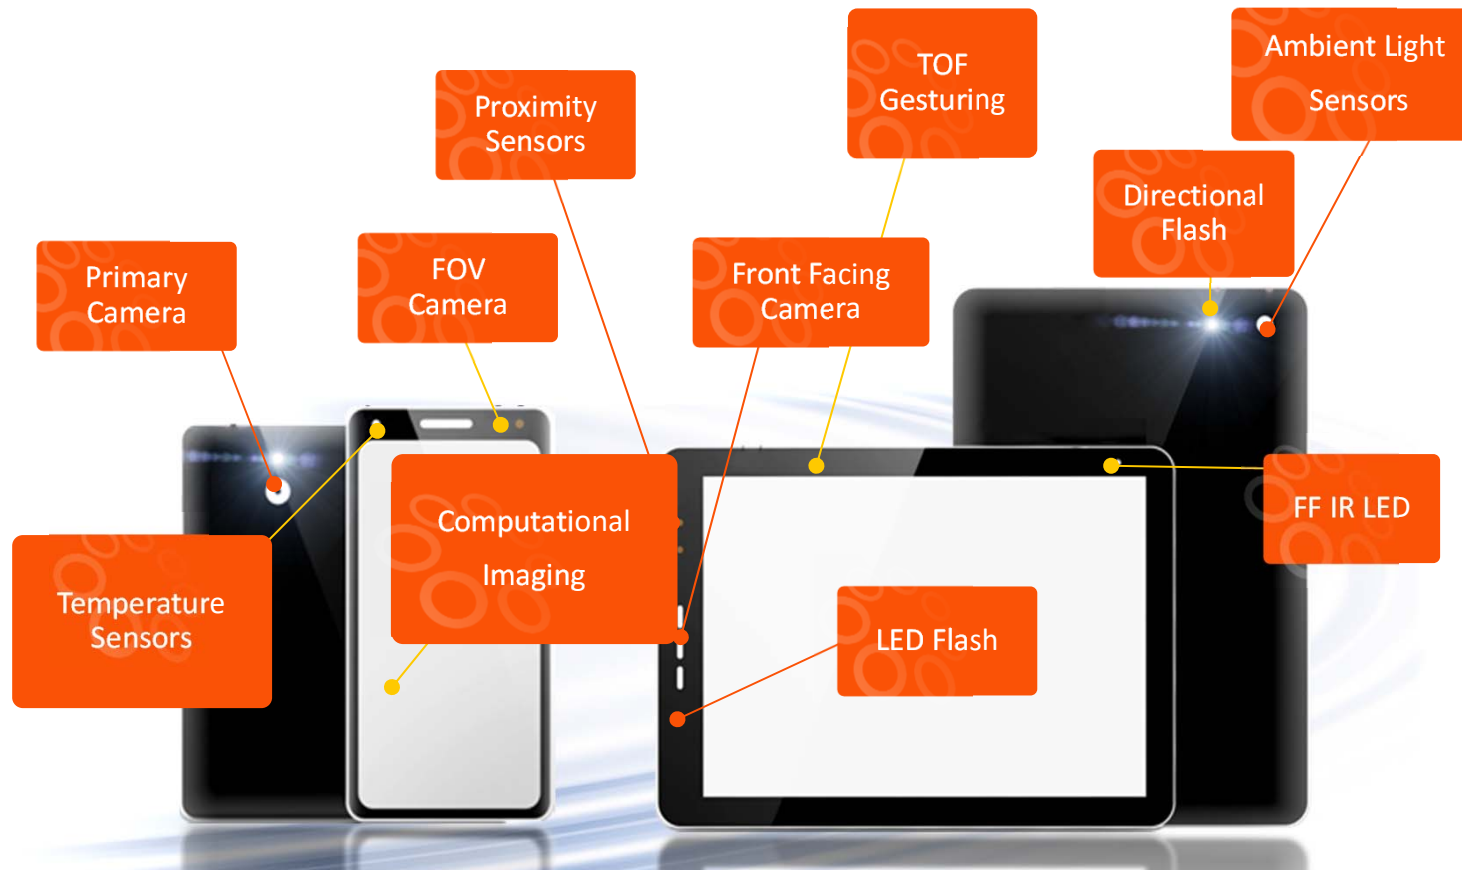 TOF
Gesturing
Ambient Light
Sensors
Proximity
Sensors
Directional
Flash
Primary
Camera
FOV
Camera
Front Facing
Camera
Computational
Imaging
FF IR LED
Temperature
Sensors
LED Flash